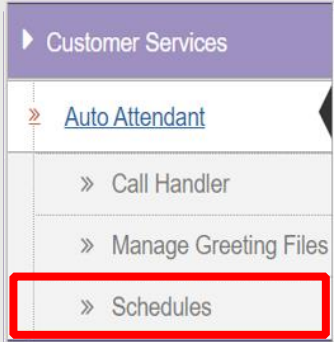 Customer Services
» Auto Attendant
» Call Handler
» Manage Greeting Files
» Schedules